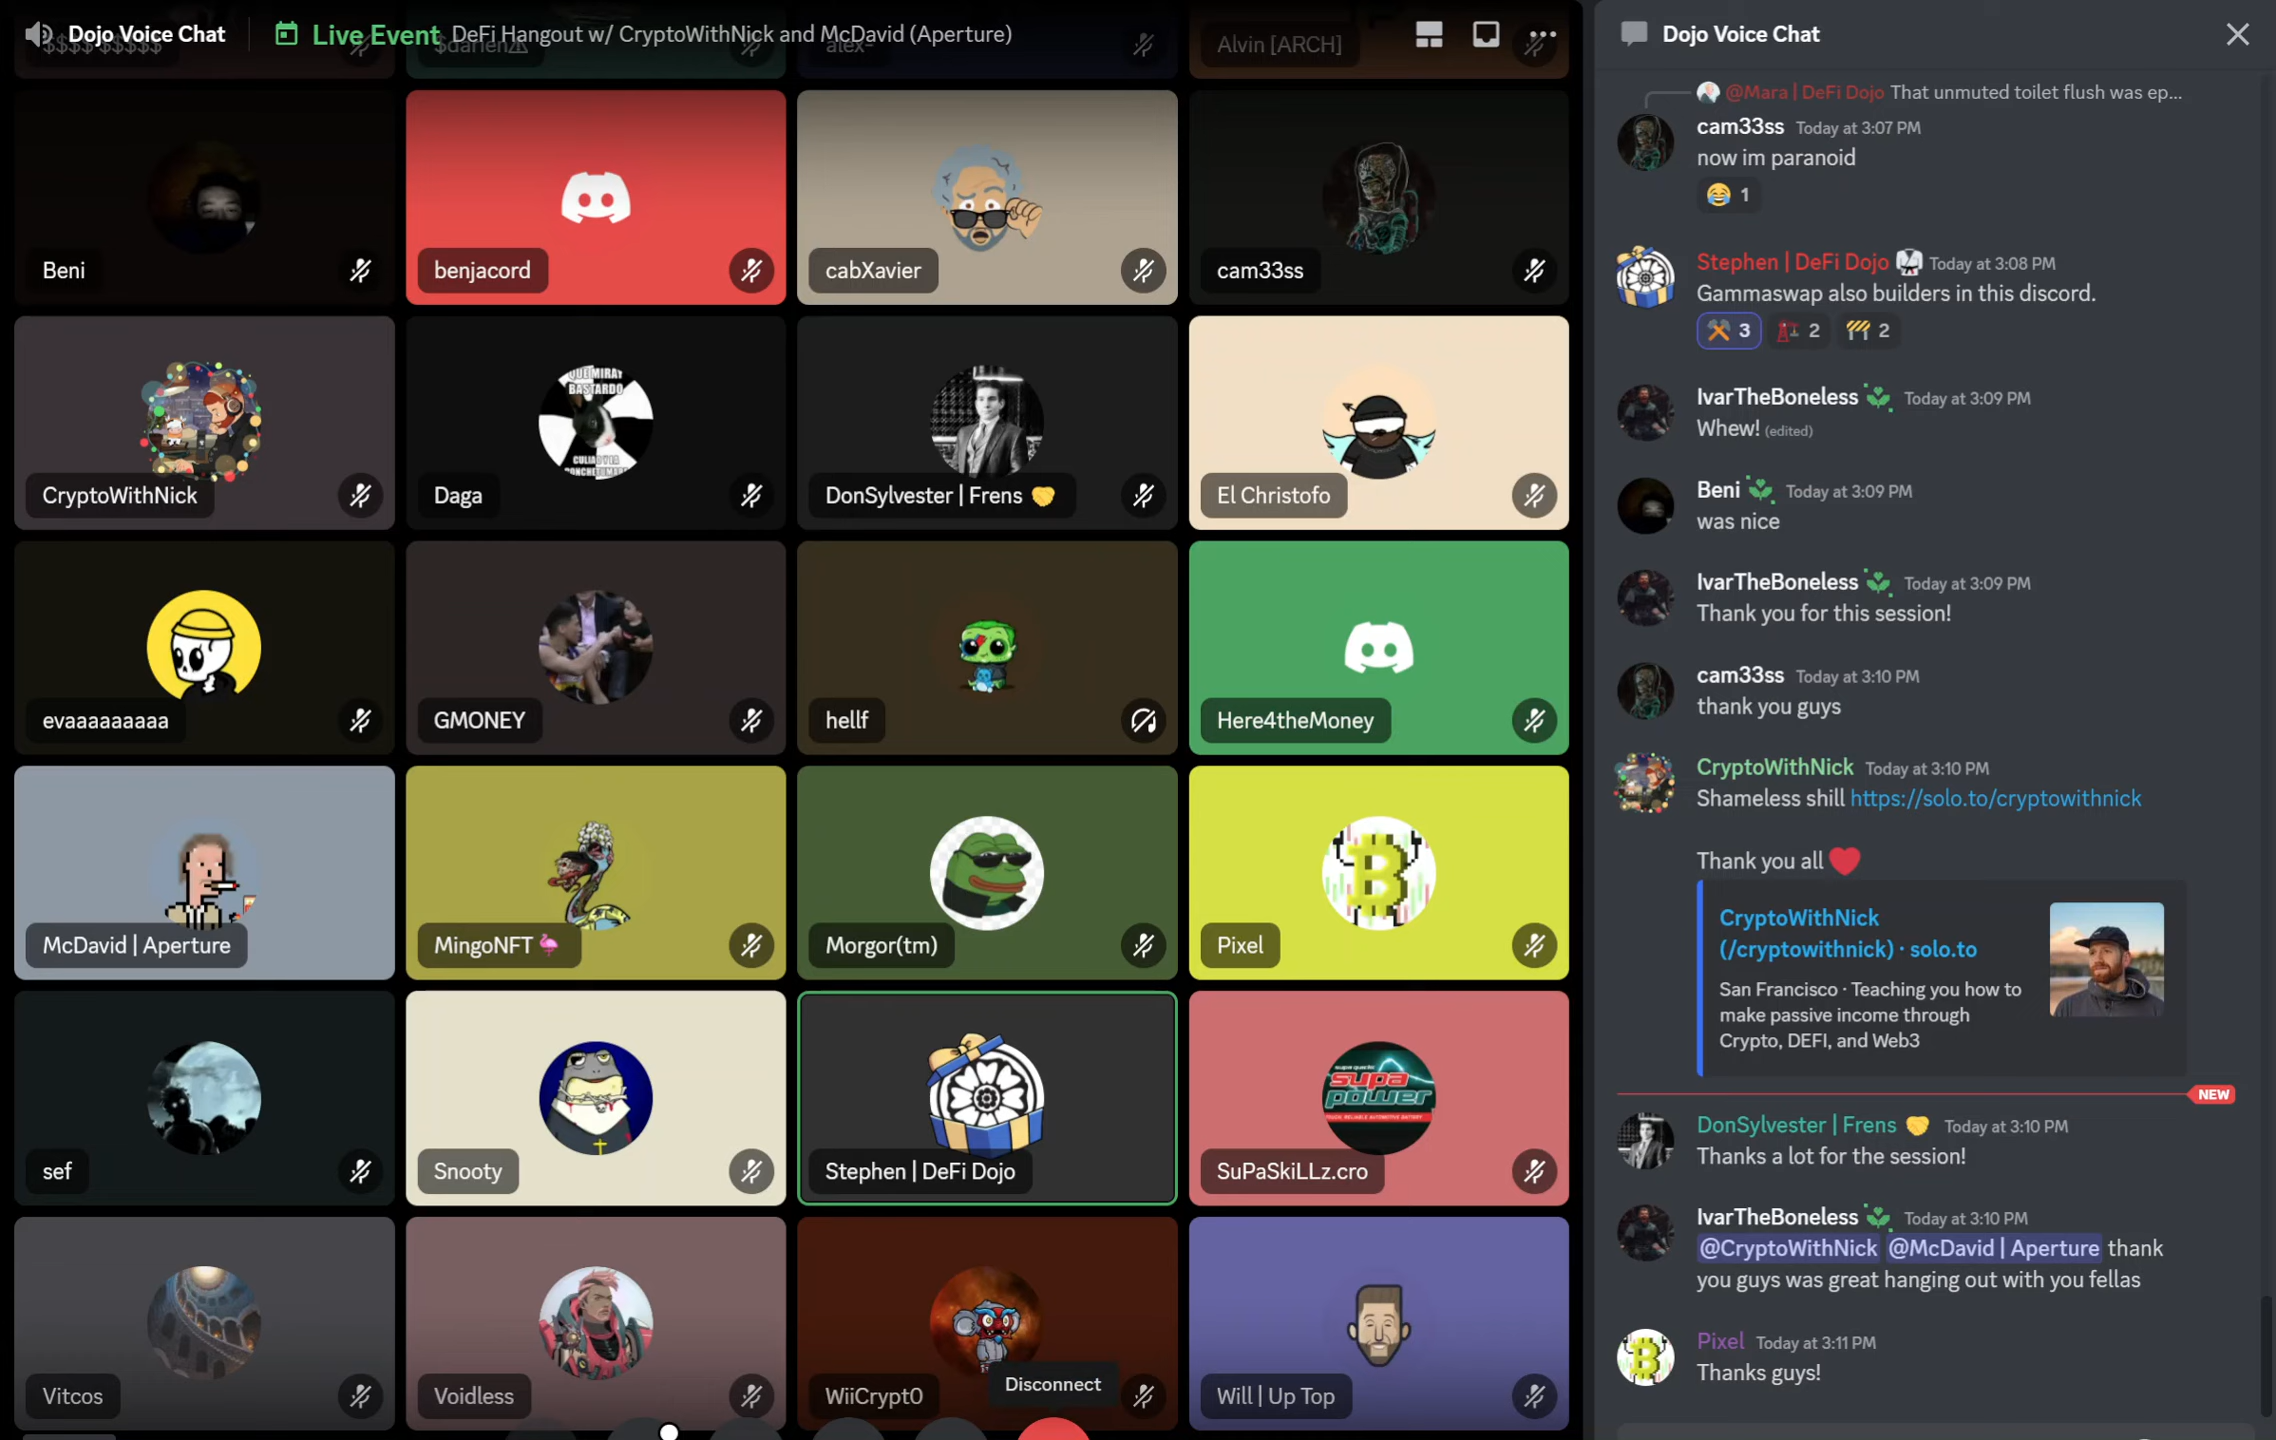 Dojo Voice Chat
Live Event DeFi Hangout w/ CryptoWithNick and McDavid (Aperture)
$$$$ $$$$$
$darien⚠
alex=
Alvin [ARCH]
Beni
benjacord
cabXavier
cam33ss
CryptoWithNick
QUE MIRAY
BASTARDO
Daga
DonSylvester | Frens 🤝
El Christofo
evaaaaaaaaa
GMONEY
hellf
Here4theMoney
McDavid | Aperture
MingoNFT 🦩
Morgor(tm)
Pixel
sef
Snooty
Stephen | DeFi Dojo
supa
power
SuPaSkiLLz.cro
Vitcos
Voidless
WiiCrypt0
Disconnect
Will | Up Top
Dojo Voice Chat
@Mara | DeFi Dojo That unmuted toilet flush was ep...
cam33ss Today at 3:07 PM
now im paranoid
😂 1
Stephen | DeFi Dojo 🥋 Today at 3:08 PM
Gammaswap also builders in this discord.
⚒ 3 🏗 2 🚧 2
IvarTheBoneless Today at 3:09 PM
Whew! (edited)
Beni Today at 3:09 PM
was nice
IvarTheBoneless Today at 3:09 PM
Thank you for this session!
cam33ss Today at 3:10 PM
thank you guys
CryptoWithNick Today at 3:10 PM
Shameless shill https://solo.to/cryptowithnick
Thank you all ❤️
CryptoWithNick
(/cryptowithnick) · solo.to
San Francisco · Teaching you how to
make passive income through
Crypto, DEFI, and Web3
NEW
DonSylvester | Frens 🤝 Today at 3:10 PM
Thanks a lot for the session!
IvarTheBoneless Today at 3:10 PM
@CryptoWithNick @McDavid | Aperture thank
you guys was great hanging out with you fellas
Pixel Today at 3:11 PM
Thanks guys!